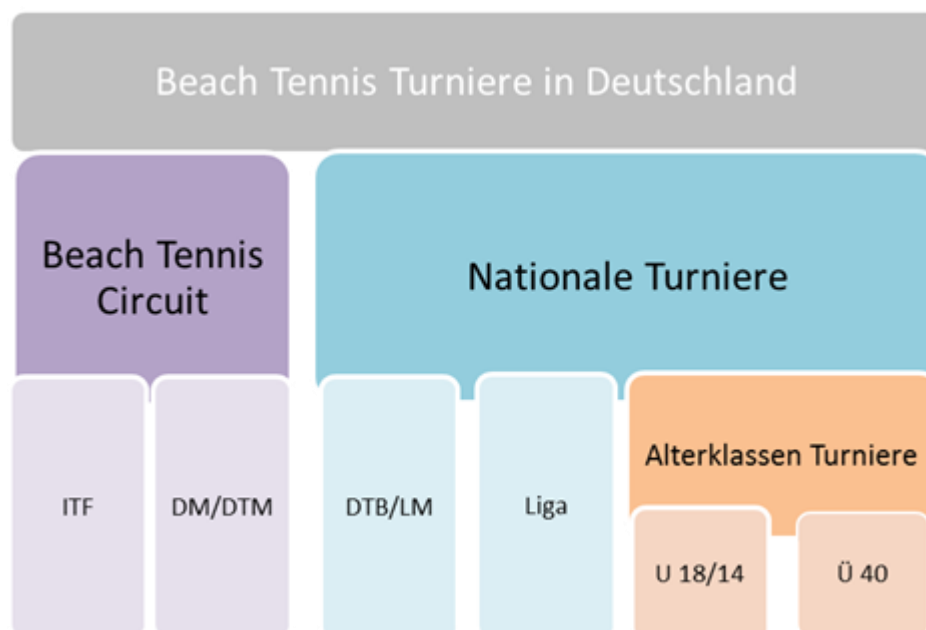 Beach Tennis Turniere in Deutschland
Beach Tennis
Circuit
Nationale Turniere
ITF
DM/DTM
DTB/LM
Liga
Alterklassen Turniere
U 18/14
Ü 40